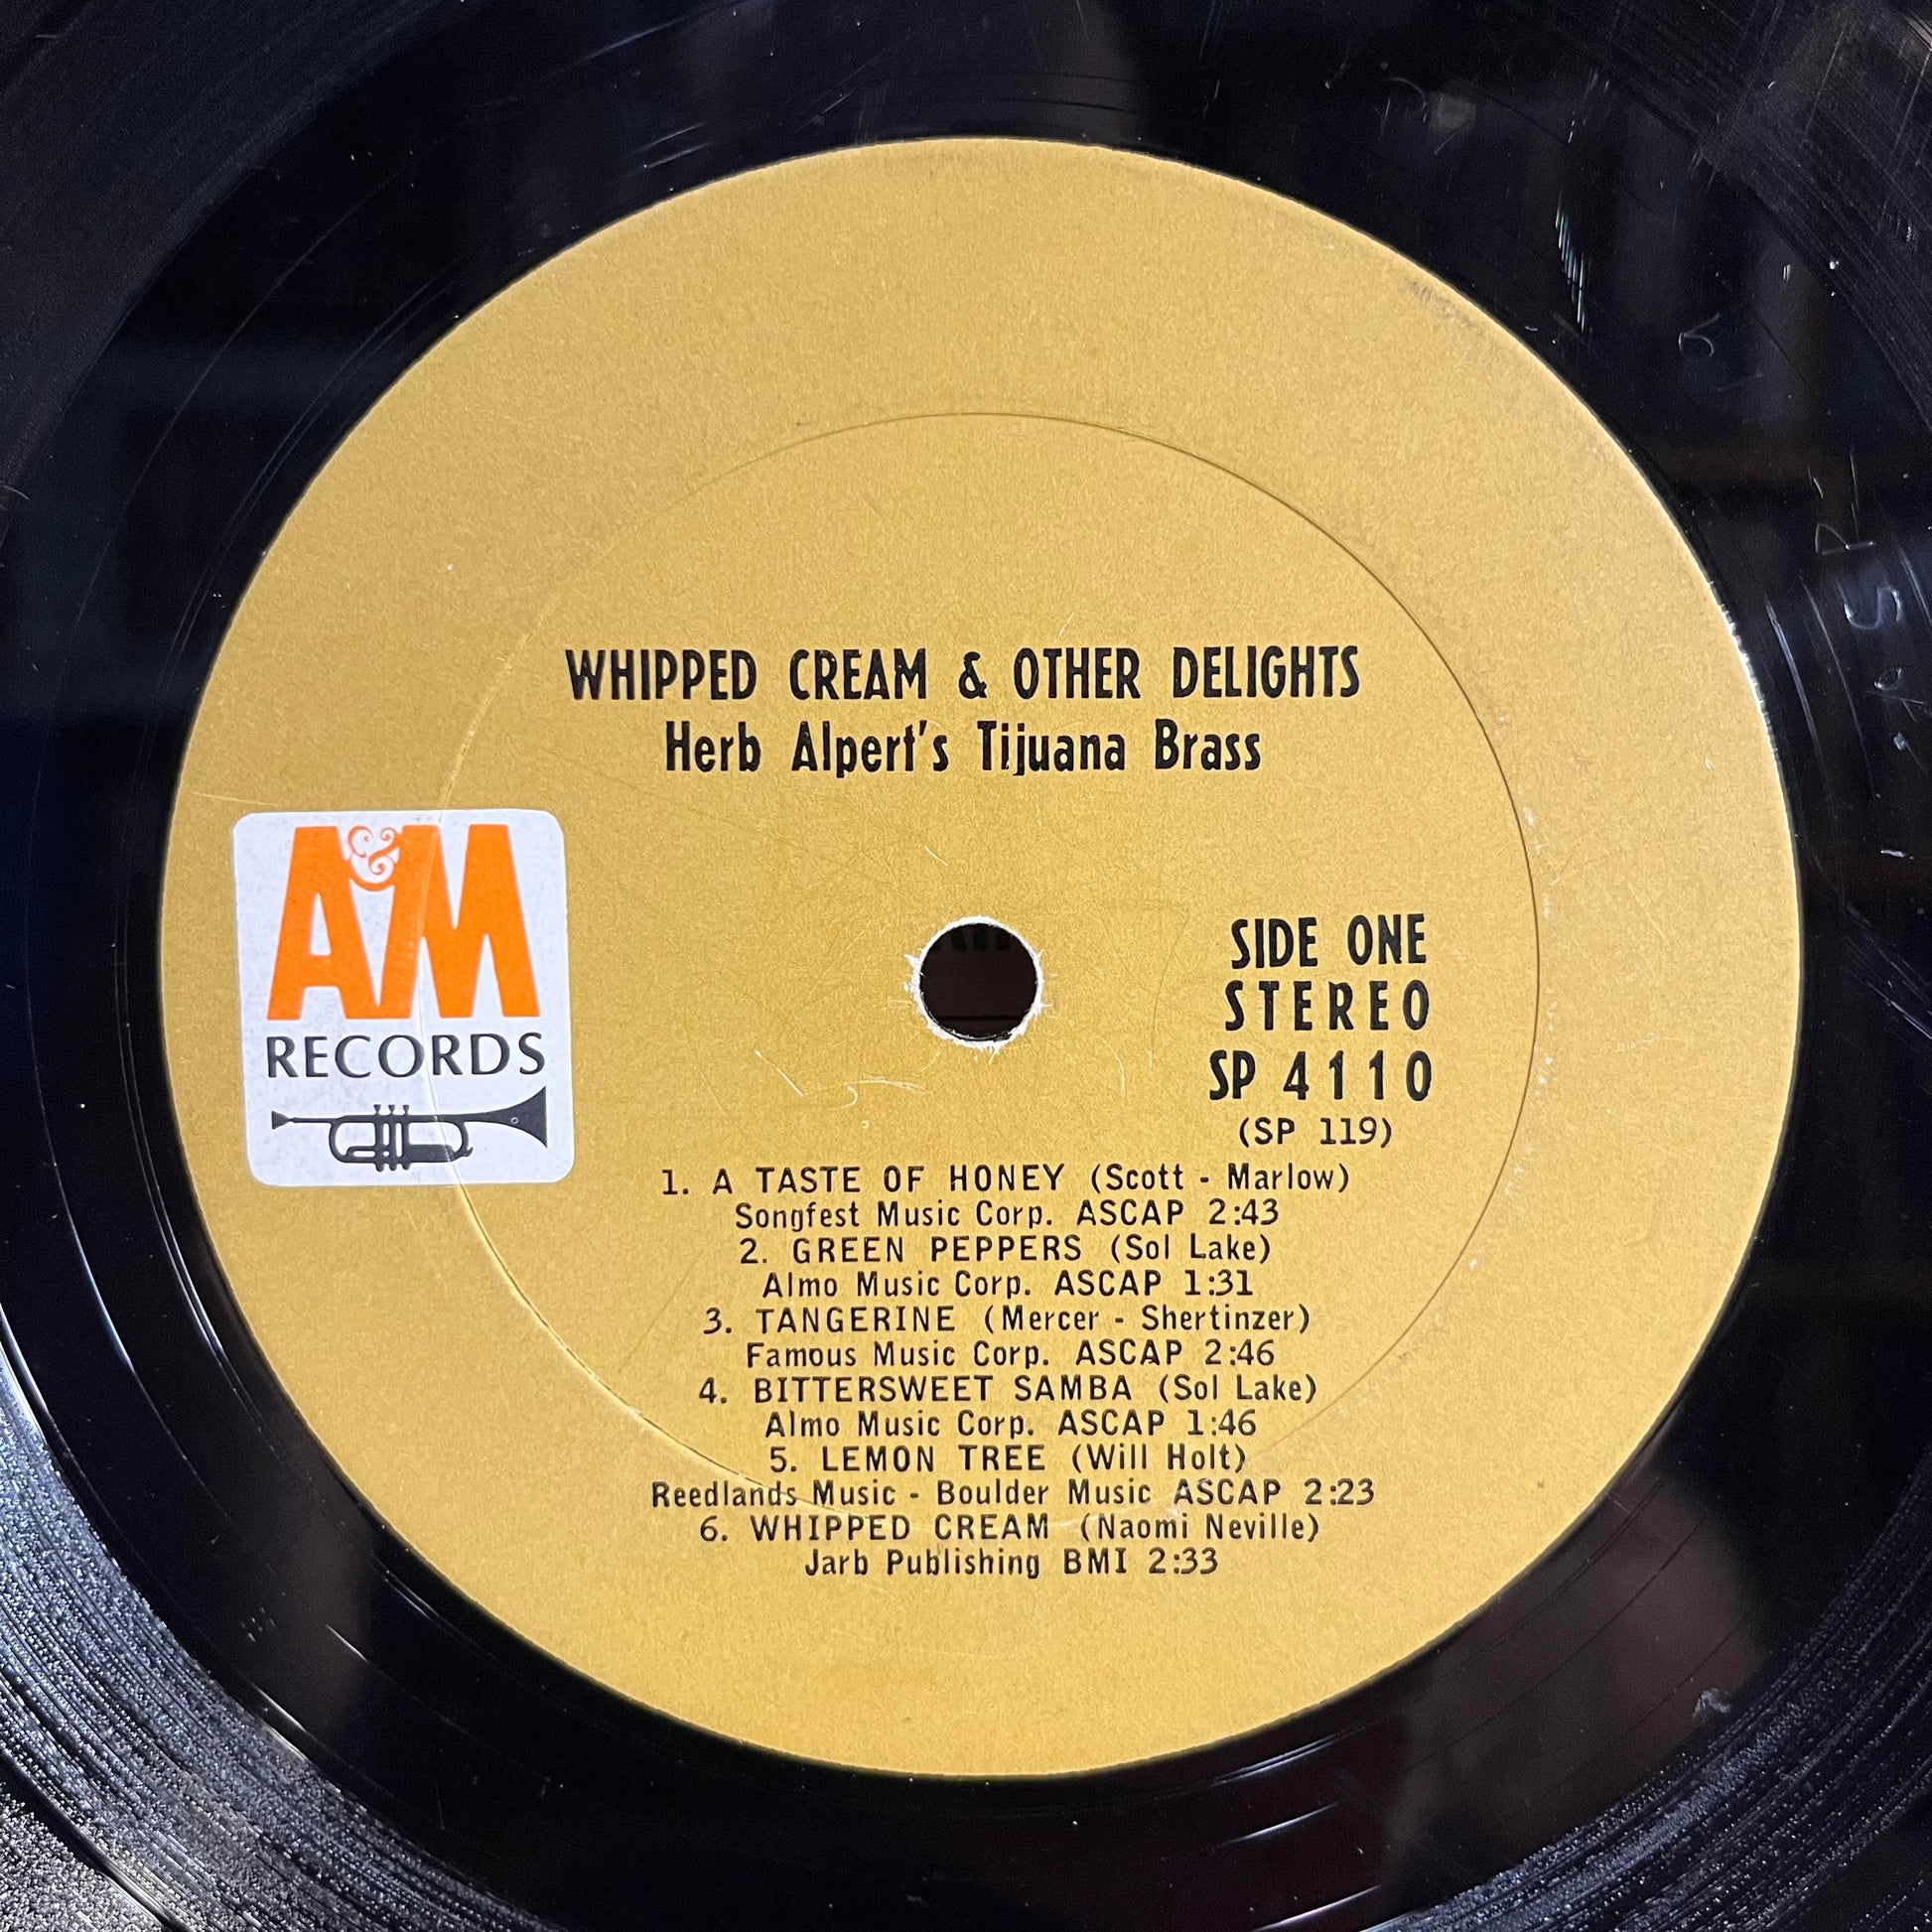 WHIPPED CREAM & OTHER DELIGHTS
Herb Alpert's Tijuana Brass
A&M
RECORDS
SIDE ONE
STEREO
SP 4110
(SP 119)
1. A TASTE OF HONEY (Scott - Marlow)
Songfest Music Corp. ASCAP 2:43
2. GREEN PEPPERS (Sol Lake)
Almo Music Corp. ASCAP 1:31
3. TANGERINE (Mercer - Shertinzer)
Famous Music Corp. ASCAP 2:46
4. BITTERSWEET SAMBA (Sol Lake)
Almo Music Corp. ASCAP 1:46
5. LEMON TREE (Will Holt)
Reedlands Music - Boulder Music ASCAP 2:23
6. WHIPPED CREAM (Naomi Neville)
Jarb Publishing BMI 2:33